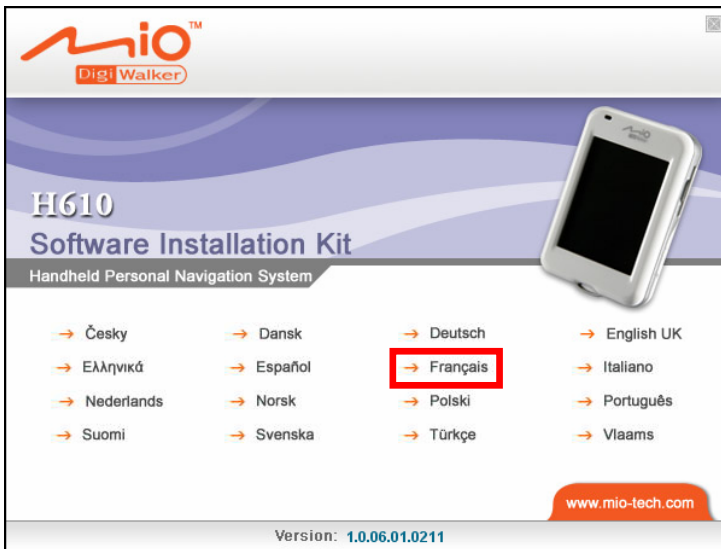 Mio™
Digi Walker
H610
Software Installation Kit
Handheld Personal Navigation System
Česky Dansk Deutsch English UK
Ελληνικά Español Français Italiano
Nederlands Norsk Polski Português
Suomi Svenska Türkçe Vlaams
www.mio-tech.com
Version: 1.0.06.01.0211